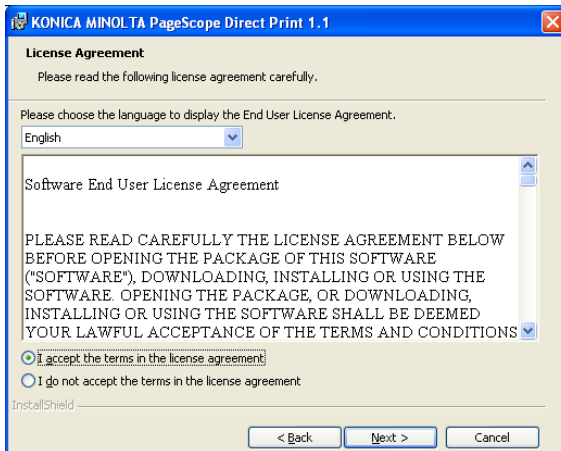 KONICA MINOLTA PageScope Direct Print 1.1
License Agreement
Please read the following license agreement carefully.
Please choose the language to display the End User License Agreement.
English
Software End User License Agreement
PLEASE READ CAREFULLY THE LICENSE AGREEMENT BELOW
BEFORE OPENING THE PACKAGE OF THIS SOFTWARE
("SOFTWARE"), DOWNLOADING, INSTALLING OR USING THE
SOFTWARE. OPENING THE PACKAGE, OR DOWNLOADING,
INSTALLING OR USING THE SOFTWARE SHALL BE DEEMED
YOUR LAWFUL ACCEPTANCE OF THE TERMS AND CONDITIONS
I accept the terms in the license agreement
I do not accept the terms in the license agreement
InstallShield
< Back Next > Cancel